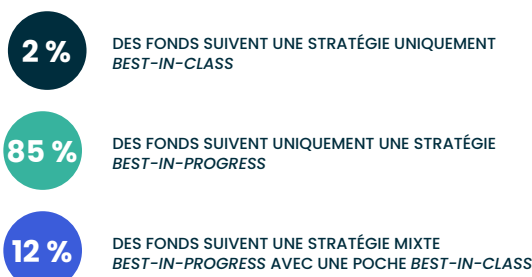 2 %
DES FONDS SUIVENT UNE STRATÉGIE UNIQUEMENT
BEST-IN-CLASS
85 %
DES FONDS SUIVENT UNIQUEMENT UNE STRATÉGIE
BEST-IN-PROGRESS
12 %
DES FONDS SUIVENT UNE STRATÉGIE MIXTE
BEST-IN-PROGRESS AVEC UNE POCHE BEST-IN-CLASS